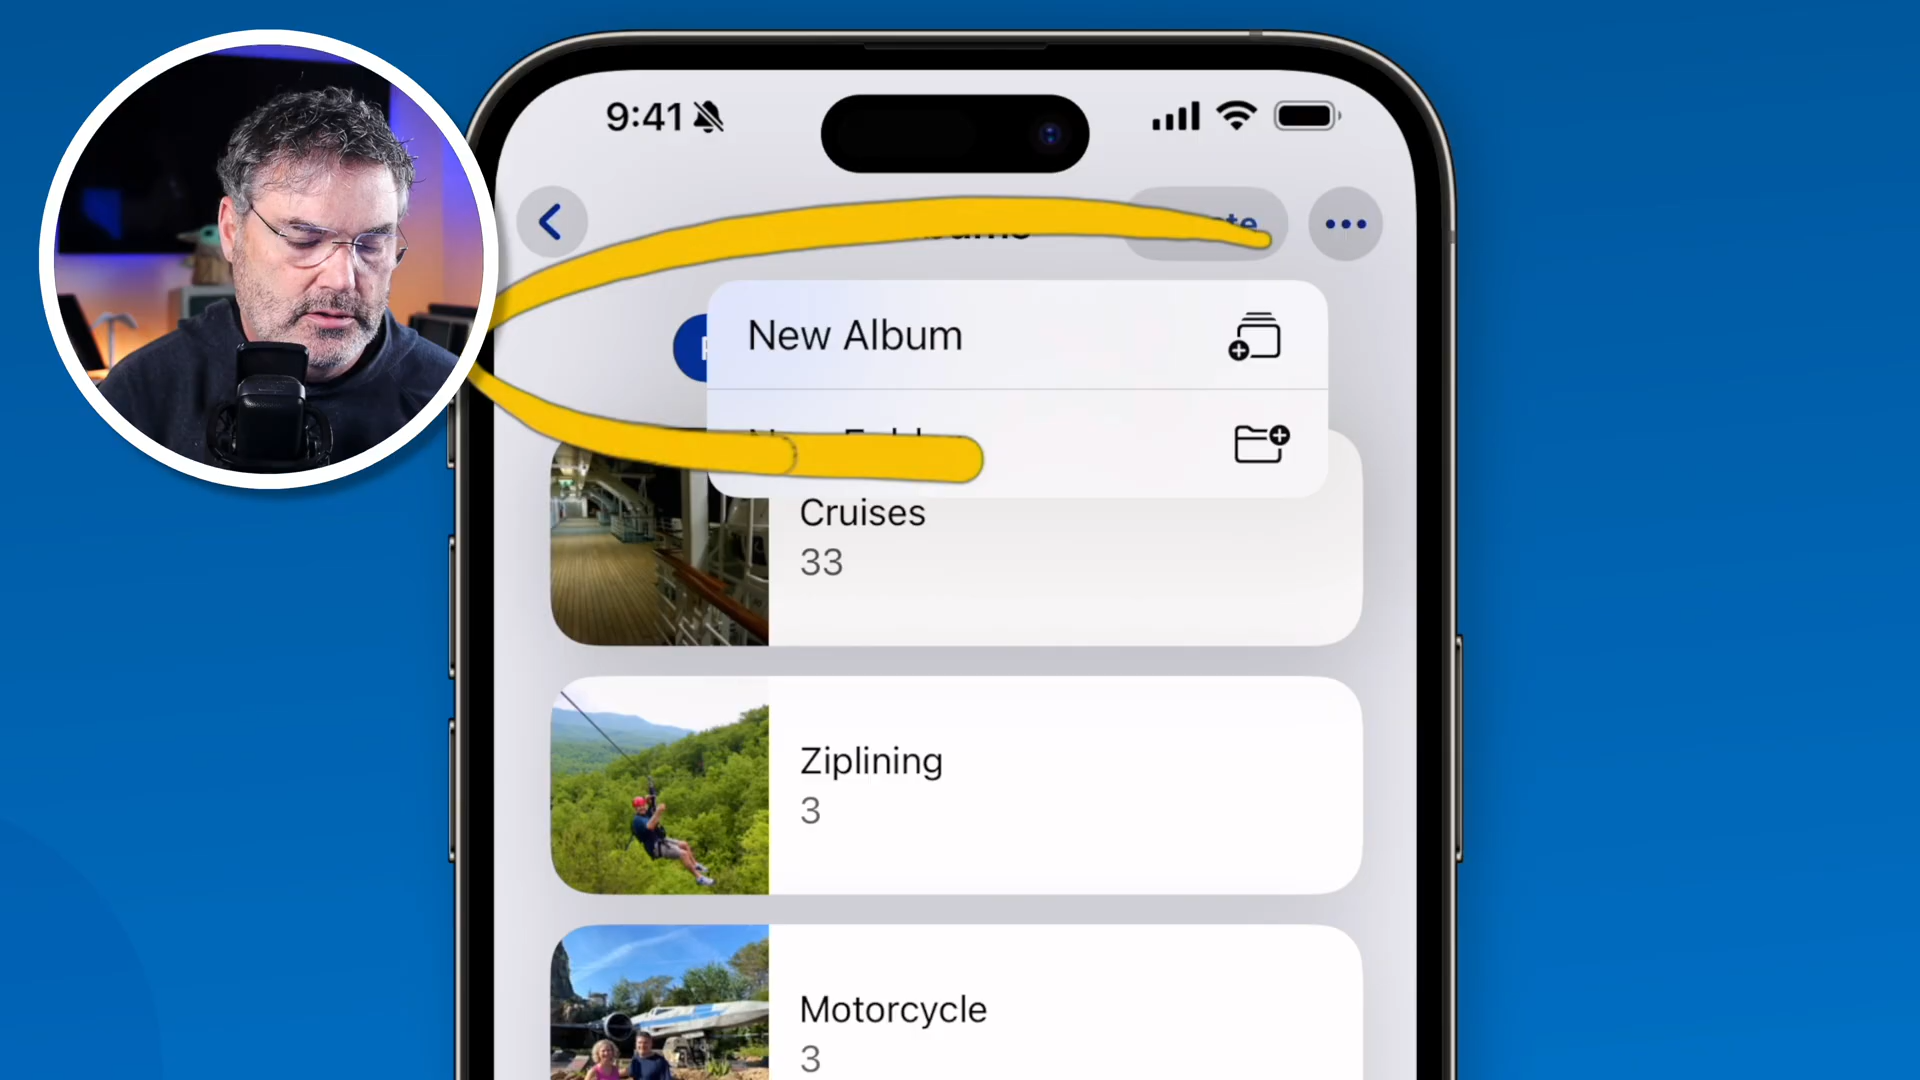 9:41
New Album
Cruises
33
Ziplining
3
Motorcycle
3